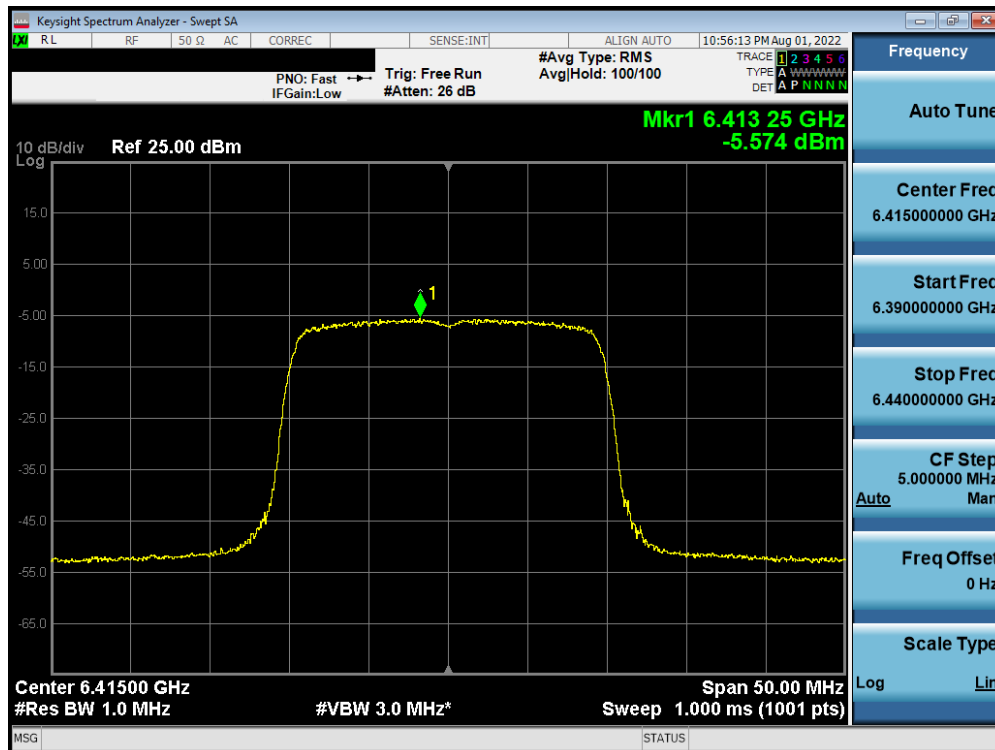 Keysight Spectrum Analyzer - Swept SA
LXI RL RF 50 Ω AC CORREC SENSE:INT ALIGN AUTO 10:56:13 PM Aug 01, 2022
Frequency
PNO: Fast
IFGain:Low
Trig: Free Run
#Atten: 26 dB
#Avg Type: RMS
Avg|Hold: 100/100
TRACE 1 2 3 4 5 6
TYPE A WWWWW
DET A P N N N N
Mkr1 6.413 25 GHz
-5.574 dBm
10 dB/div Ref 25.00 dBm
Log
15.0
5.00
-5.00
-15.0
-25.0
-35.0
-45.0
-55.0
-65.0
1
Center 6.41500 GHz Span 50.00 MHz
#Res BW 1.0 MHz #VBW 3.0 MHz* Sweep 1.000 ms (1001 pts)
Auto Tune
Center Freq
6.415000000 GHz
Start Freq
6.390000000 GHz
Stop Freq
6.440000000 GHz
CF Step
5.000000 MHz
Auto Man
Freq Offset
0 Hz
Scale Type
Log Lin
MSG STATUS